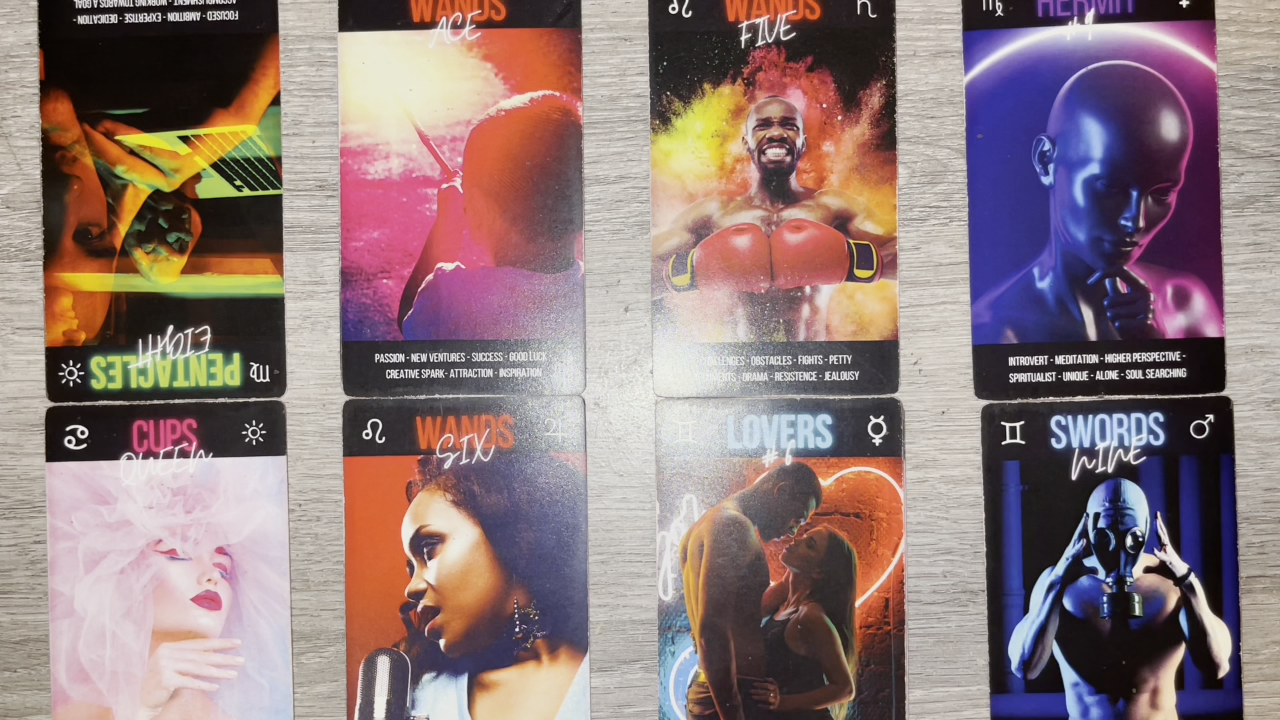 FOCUSED - AMBITION - EXPERTISE - DEDICATION -
ACCOMPLISHMENT - WORKING TOWARDS A GOAL
EIGHT
PENTACLES
WANDS
ACE
PASSION - NEW VENTURES - SUCCESS - GOOD LUCK
CREATIVE SPARK - ATTRACTION - INSPIRATION
WANDS
FIVE
OBSTACLES - FIGHTS - PETTY
DRAMA - RESISTENCE - JEALOUSY
HERMIT
#9
INTROVERT - MEDITATION - HIGHER PERSPECTIVE -
SPIRITUALIST - UNIQUE - ALONE - SOUL SEARCHING
CUPS
QUEEN
WANDS
SIX
LOVERS
#6
SWORDS
NINE